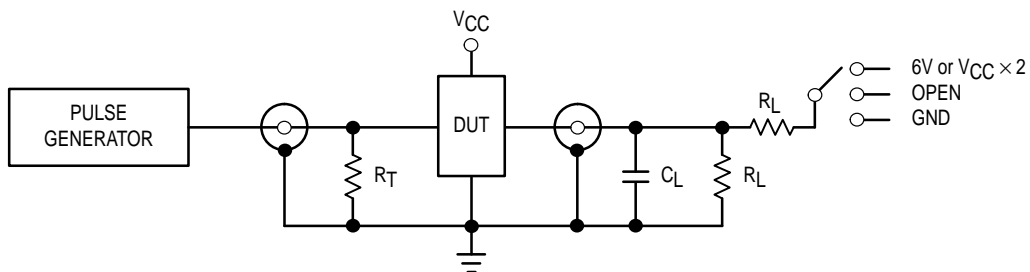 VCC
PULSE
GENERATOR
DUT
RT
CL
RL
RL
6V or VCC × 2
OPEN
GND